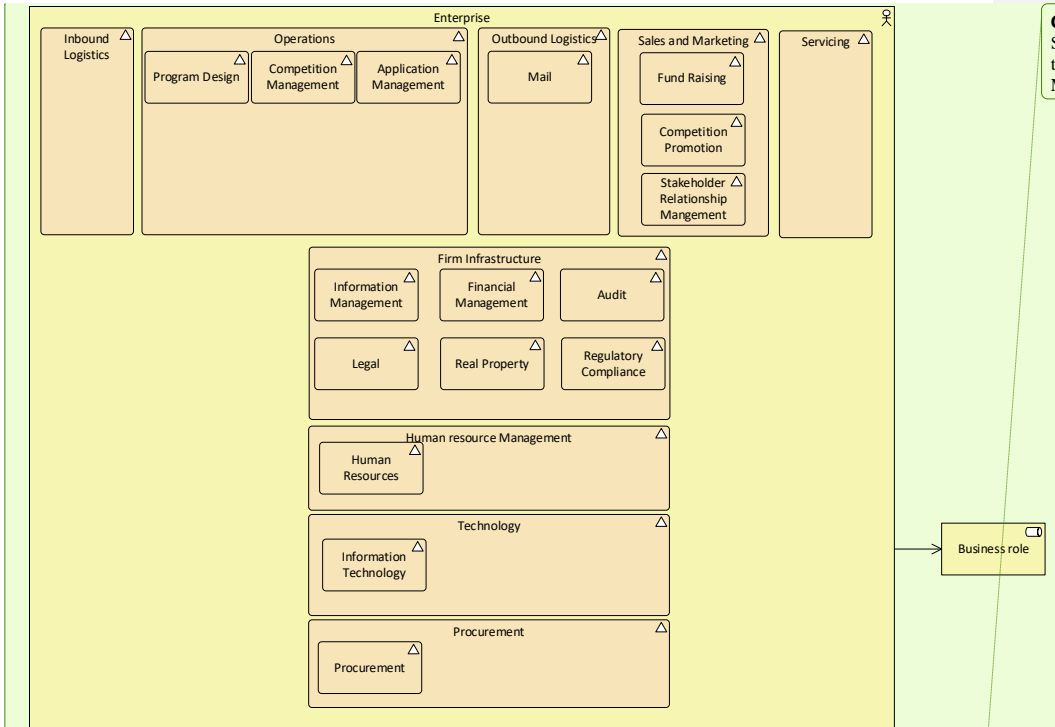 Enterprise
Inbound
Logistics
Operations
Program Design
Competition
Management
Application
Management
Outbound Logistics
Mail
Sales and Marketing
Fund Raising
Competition
Promotion
Stakeholder
Relationship
Mangement
Servicing
Firm Infrastructure
Information
Management
Financial
Management
Audit
Legal
Real Property
Regulatory
Compliance
Human resource Management
Human
Resources
Technology
Information
Technology
Procurement
Procurement
Business role